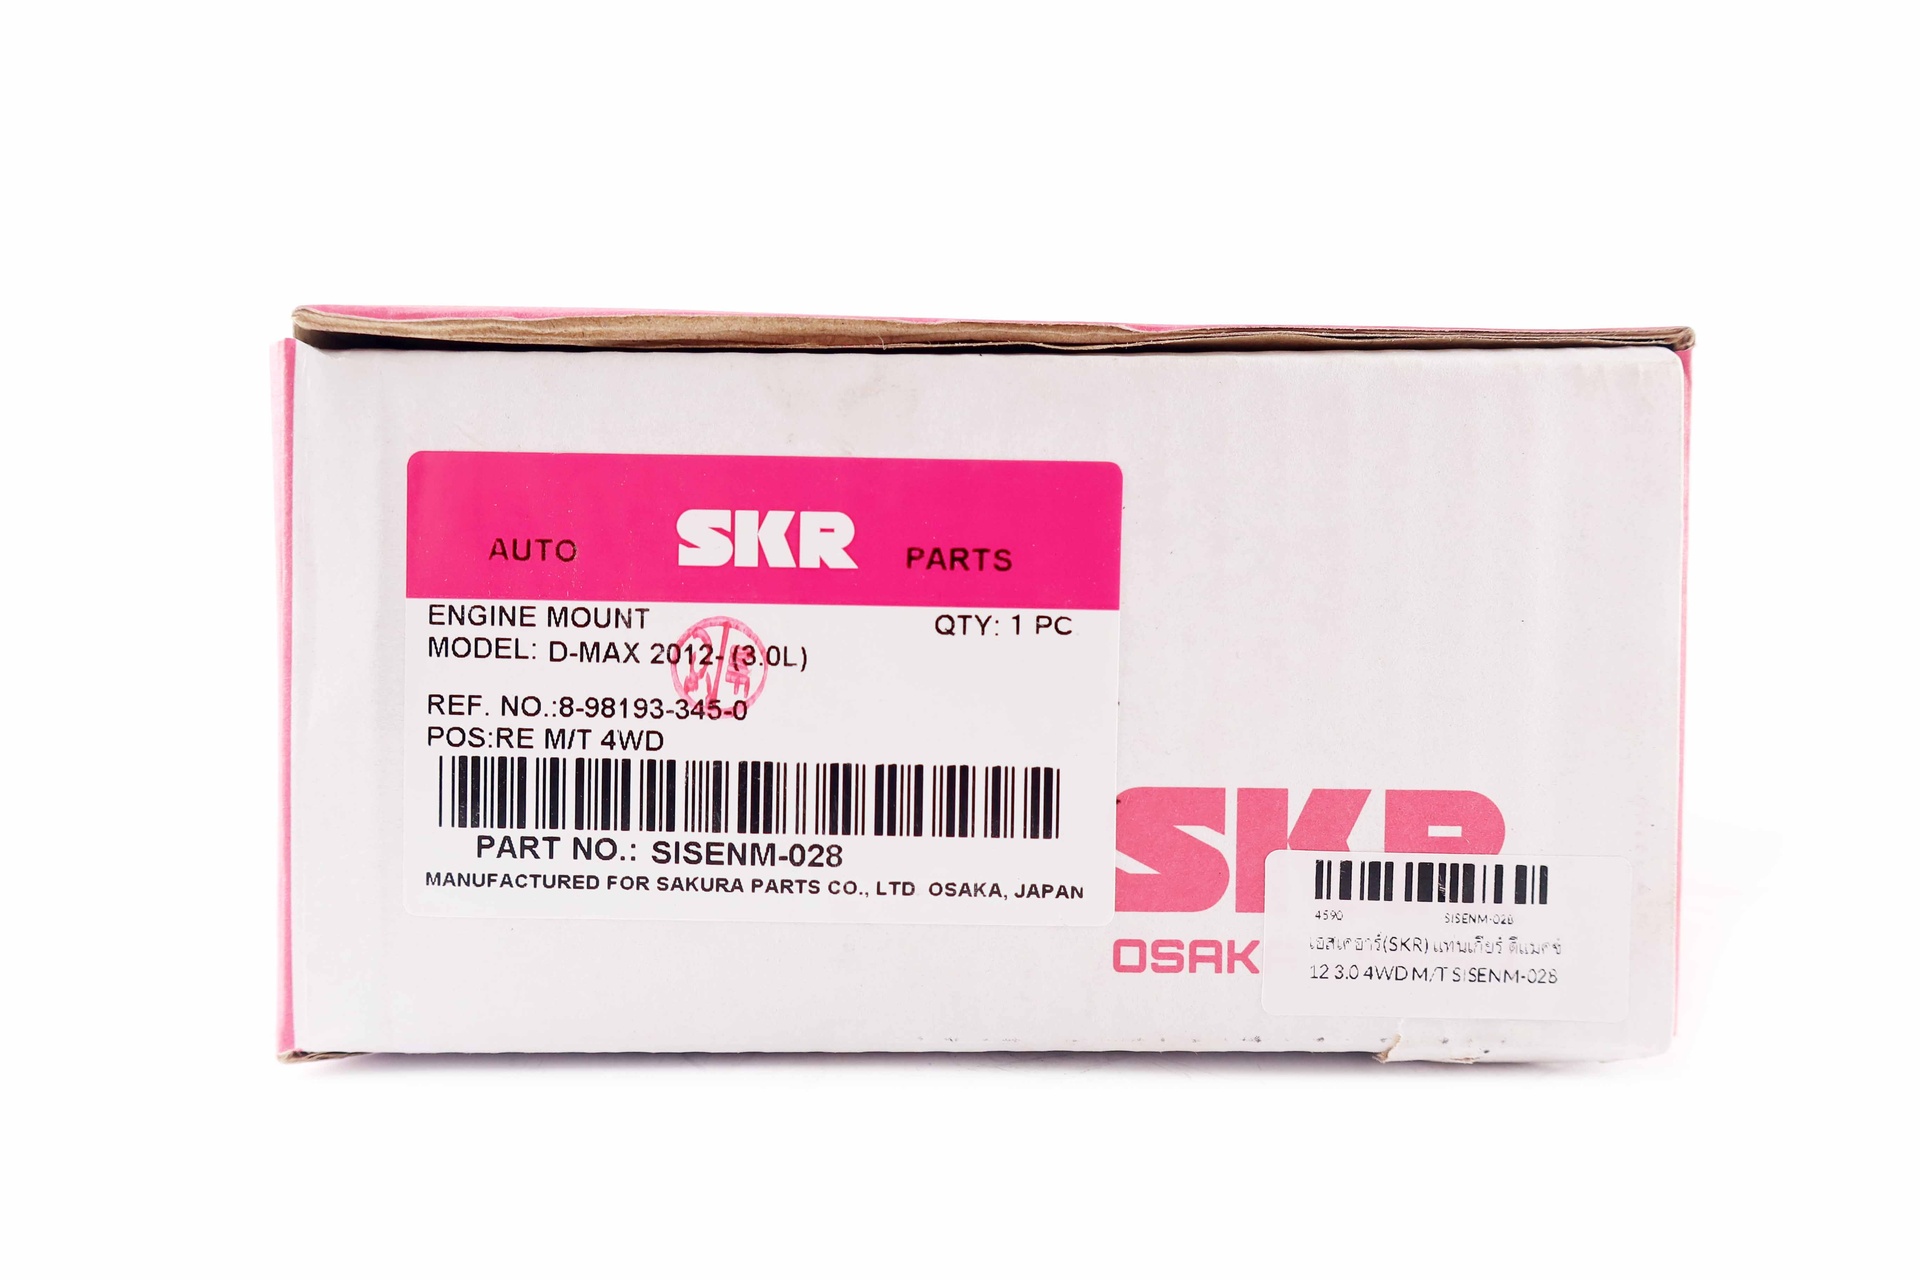 AUTO SKR PARTS
ENGINE MOUNT QTY: 1 PC
MODEL: D-MAX 2012- (3.0L)
REF. NO.:8-98193-345-0
POS:RE M/T 4WD
PART NO.: SISENM-028
MANUFACTURED FOR SAKURA PARTS CO., LTD OSAKA, JAPAN
SKR
OSAK
4590 SISENM-028
เอสเคอาร์(SKR) แทนเกียร์ ดีแมคซ์
12 3.0 4WD M/T SISENM-028